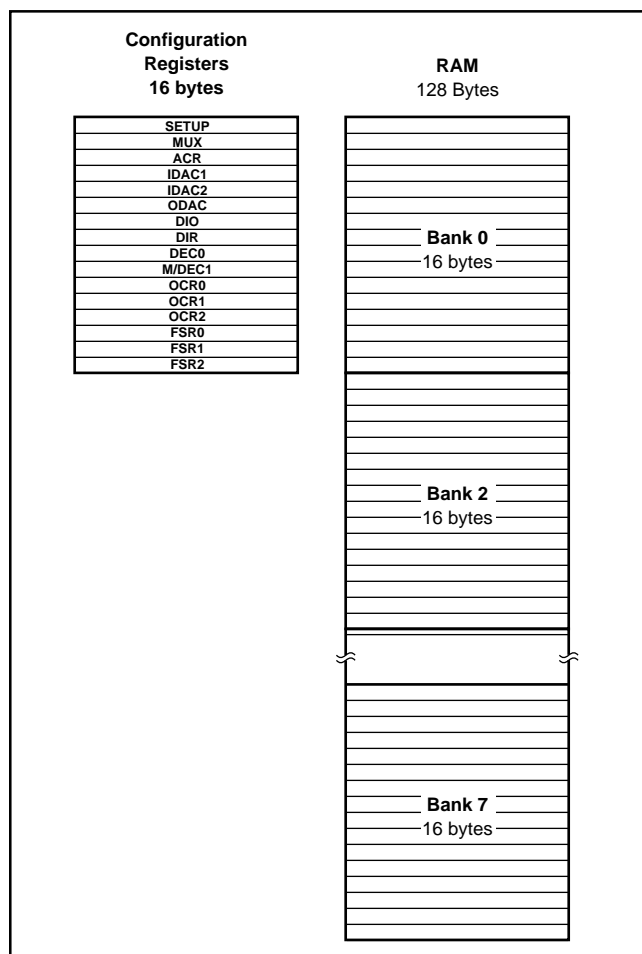 Configuration
Registers
16 bytes
SETUP
MUX
ACR
IDAC1
IDAC2
ODAC
DIO
DIR
DEC0
M/DEC1
OCR0
OCR1
OCR2
FSR0
FSR1
FSR2
RAM
128 Bytes
Bank 0
16 bytes
Bank 2
16 bytes
Bank 7
16 bytes